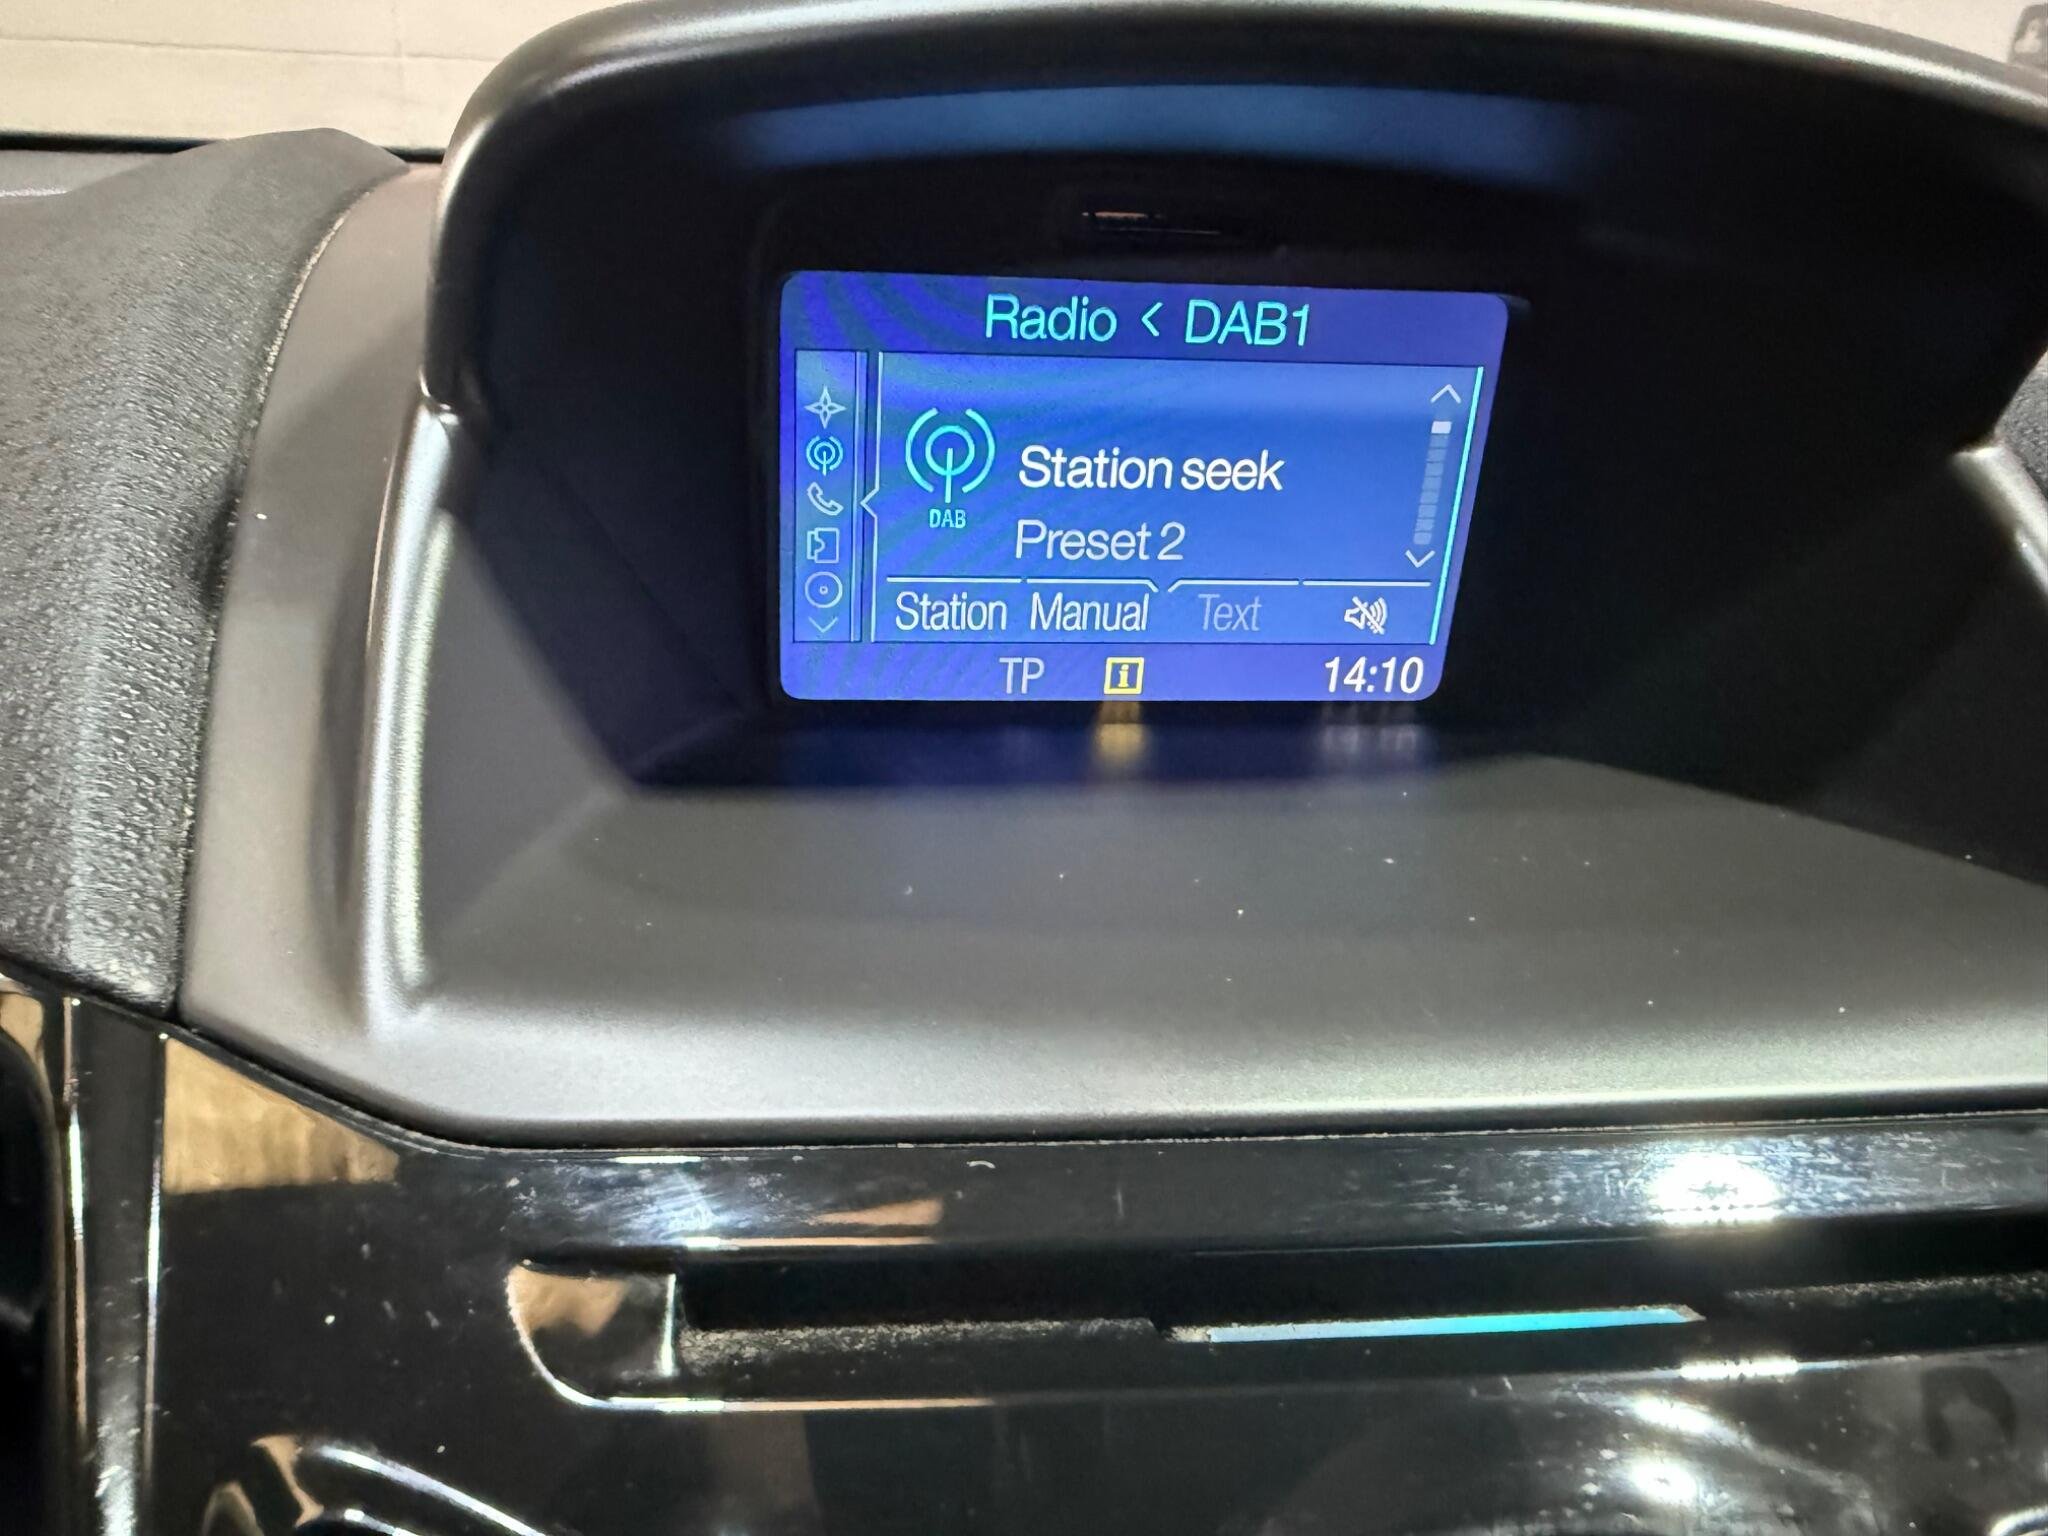 Radio < DAB1
DAB
Station seek
Preset 2
Station Manual Text
TP i 14:10